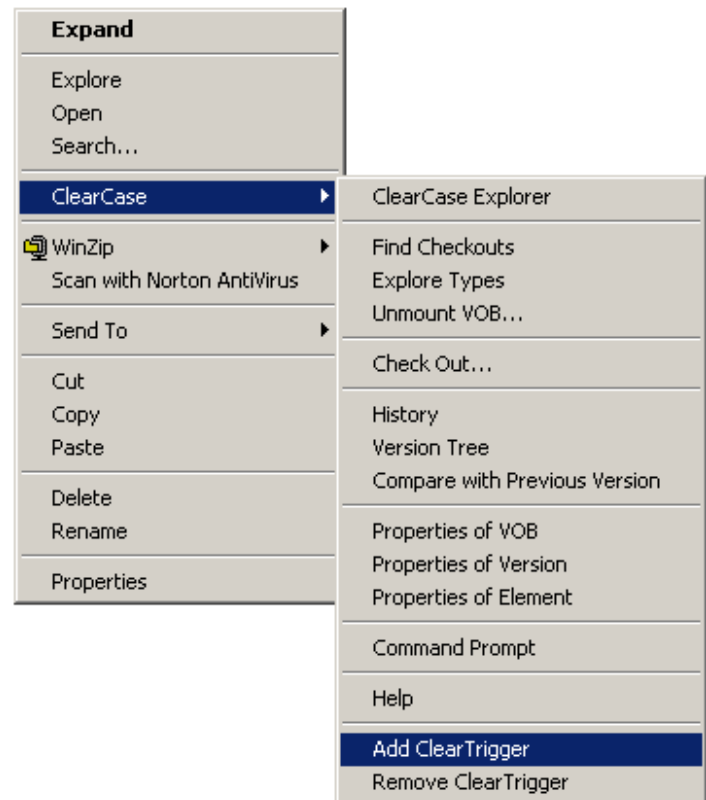 Expand
Explore
Open
Search...
ClearCase
WinZip
Scan with Norton AntiVirus
Send To
Cut
Copy
Paste
Delete
Rename
Properties
ClearCase Explorer
Find Checkouts
Explore Types
Unmount VOB...
Check Out...
History
Version Tree
Compare with Previous Version
Properties of VOB
Properties of Version
Properties of Element
Command Prompt
Help
Add ClearTrigger
Remove ClearTrigger